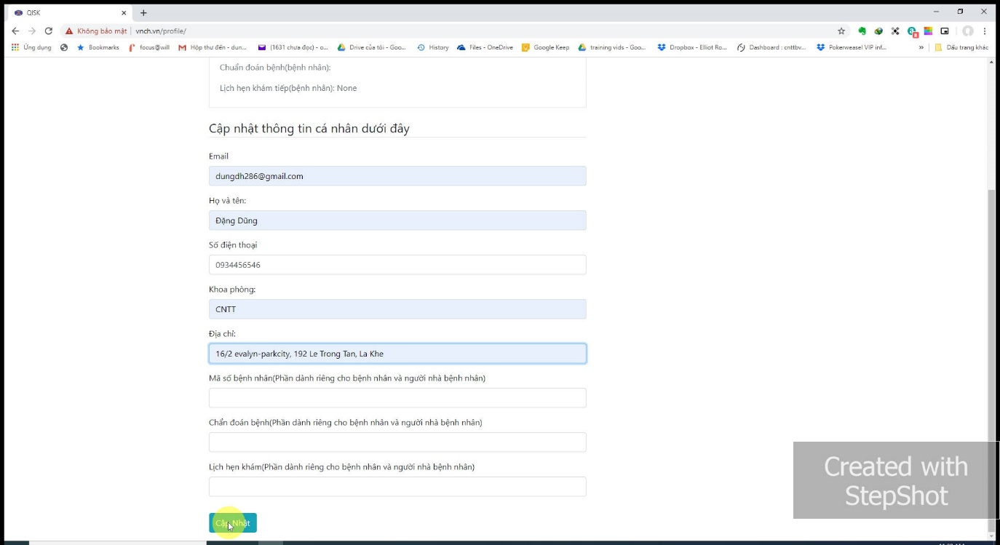 QISK
Không bảo mật | vnch.vn/profile/
Ứng dụng Bookmarks focus@will Hộp thư đến - dun... (1631 chưa đọc) - o... Drive của tôi - Goo... History Files - OneDrive Google Keep training vids - Goo... Dropbox - Elliot Ro... Dashboard : cnttbv... Pokerweasel VIP inf... » Dấu trang khác
Chuẩn đoán bệnh(bệnh nhân):
Lịch hẹn khám tiếp(bệnh nhân): None
Cập nhật thông tin cá nhân dưới đây
Email
dungdh286@gmail.com
Họ và tên:
Đặng Dũng
Số điện thoại
0934456546
Khoa phòng:
CNTT
Địa chỉ:
16/2 evalyn-parkcity, 192 Le Trong Tan, La Khe
Mã số bệnh nhân(Phần dành riêng cho bệnh nhân và người nhà bệnh nhân)
Chẩn đoán bệnh(Phần dành riêng cho bệnh nhân và người nhà bệnh nhân)
Lịch hẹn khám(Phần dành riêng cho bệnh nhân và người nhà bệnh nhân)
Cập Nhật
Created with
StepShot